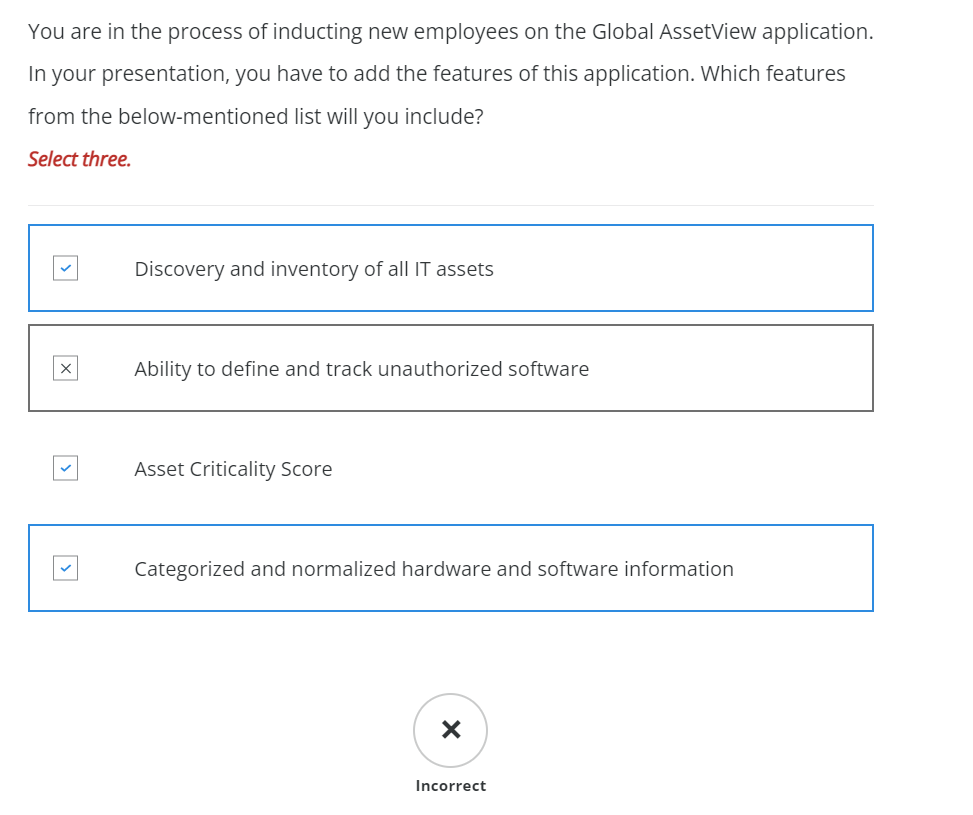 You are in the process of inducting new employees on the Global AssetView application.
In your presentation, you have to add the features of this application. Which features
from the below-mentioned list will you include?
Select three.
Discovery and inventory of all IT assets
Ability to define and track unauthorized software
Asset Criticality Score
Categorized and normalized hardware and software information
Incorrect